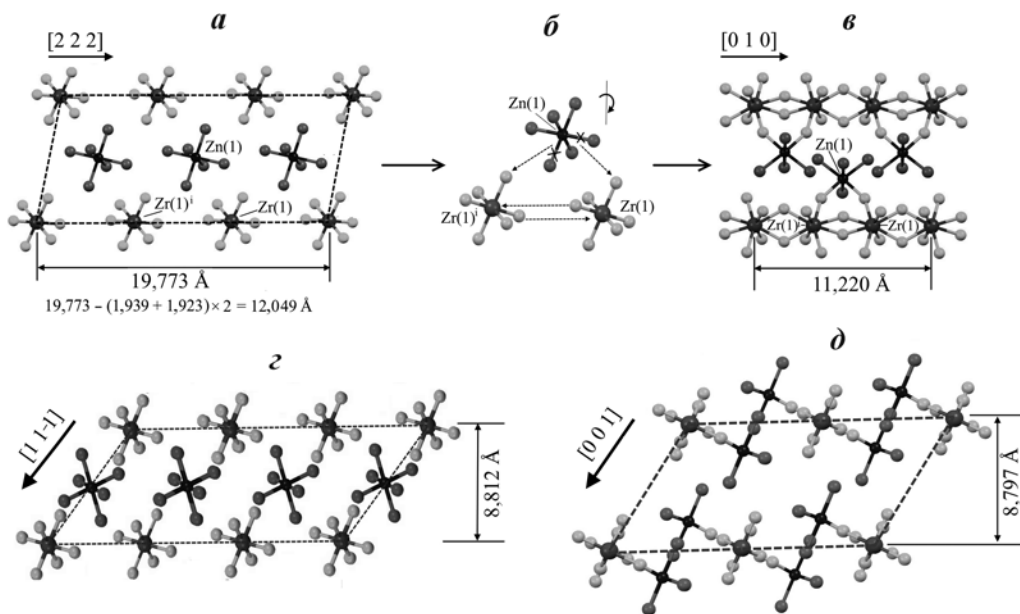 а
б
в
[2 2 2]
[0 1 0]
Zn(1)
Zr(1)ⁱ
Zr(1)
19,773 Å
19,773 – (1,939 + 1,923) × 2 = 12,049 Å
Zn(1)
Zr(1)ⁱ
Zr(1)
Zn(1)
Zr(1)ⁱ
Zr(1)
11,220 Å
г
д
[1 1-1]
8,812 Å
[0 0 1]
8,797 Å